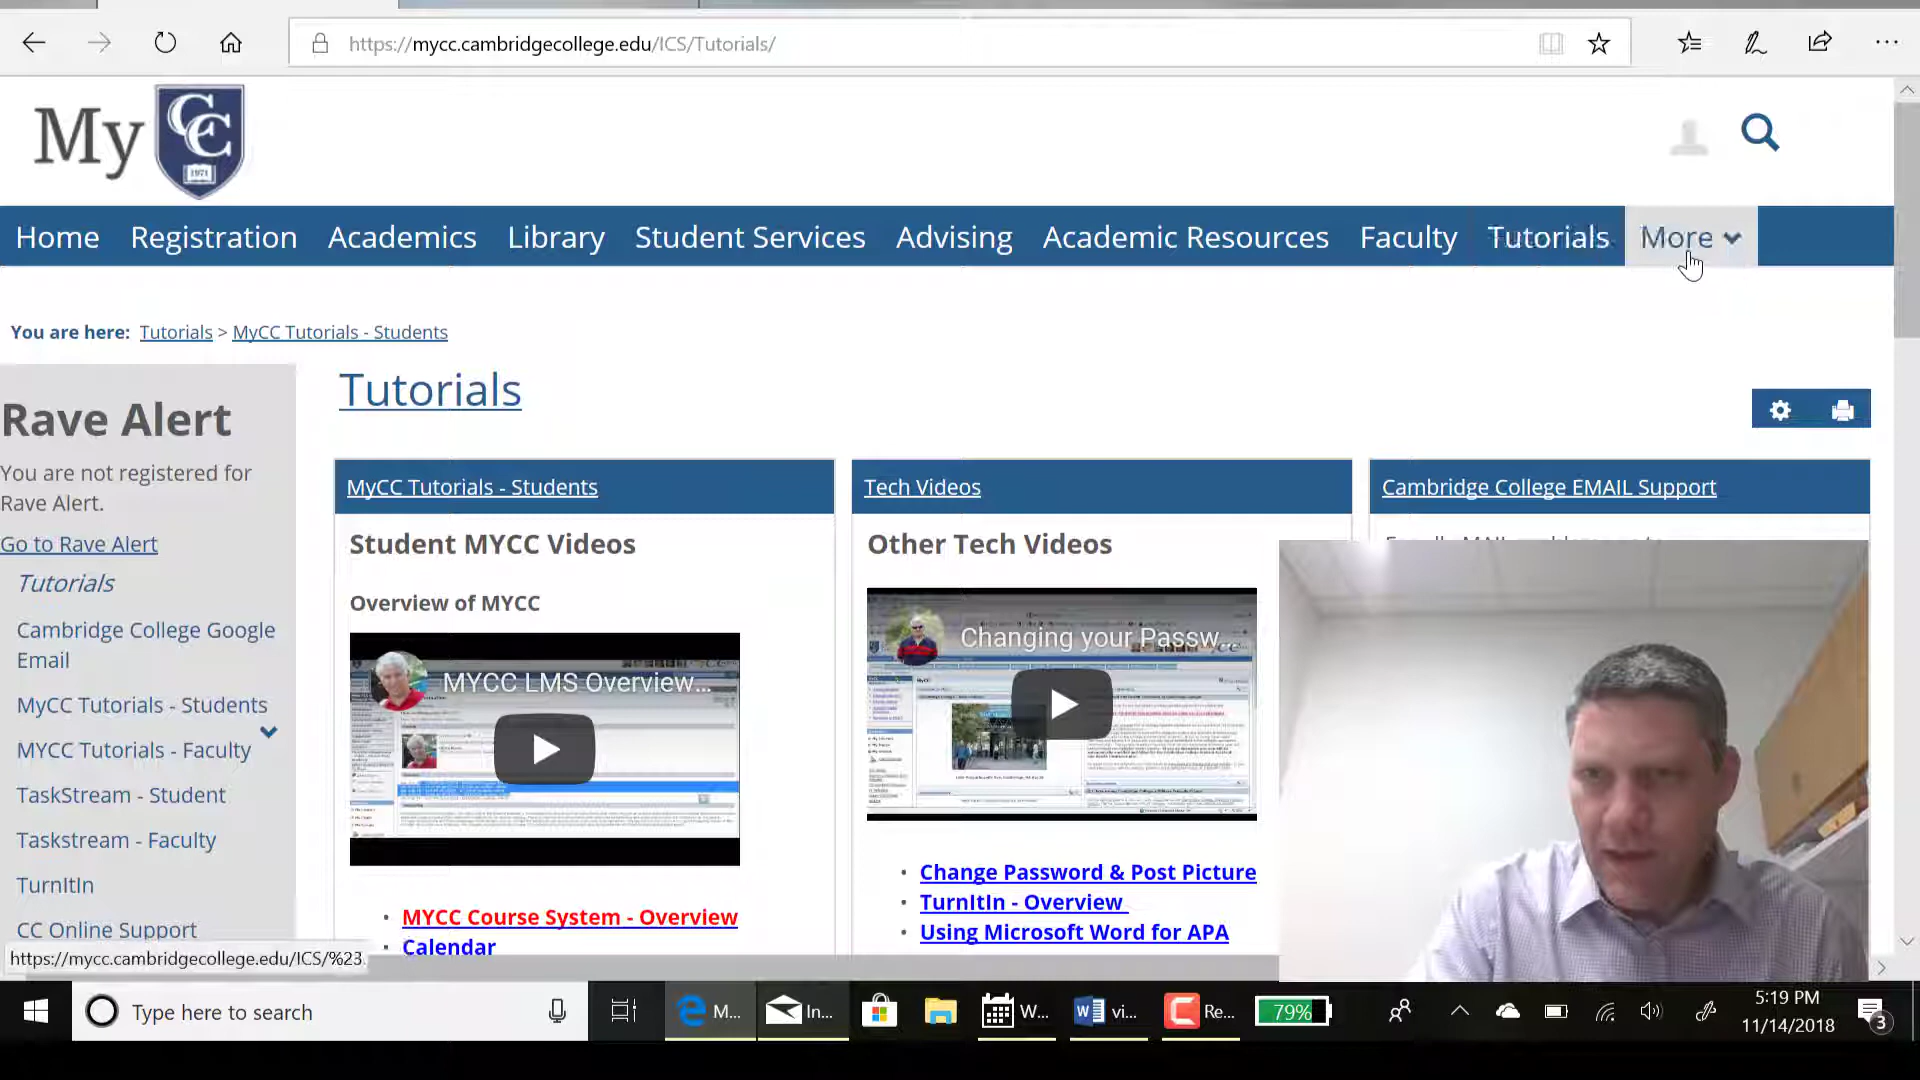 https://mycc.cambridgecollege.edu/ICS/Tutorials/
My CC
1971
Home Registration Academics Library Student Services Advising Academic Resources Faculty Tutorials More
You are here: Tutorials > MyCC Tutorials - Students
Rave Alert
You are not registered for
Rave Alert.
Go to Rave Alert
Tutorials
Cambridge College Google
Email
MyCC Tutorials - Students
MYCC Tutorials - Faculty
TaskStream - Student
Taskstream - Faculty
TurnItIn
CC Online Support
https://mycc.cambridgecollege.edu/ICS/%23
Tutorials
MyCC Tutorials - Students
Student MYCC Videos
Overview of MYCC
MYCC LMS Overview...
• MYCC Course System - Overview
• Calendar
Tech Videos
Other Tech Videos
Changing your Passw...
• Change Password & Post Picture
• TurnItIn - Overview
• Using Microsoft Word for APA
Cambridge College EMAIL Support
Type here to search
M...
In...
W...
vi...
Re...
79%
5:19 PM
11/14/2018
3